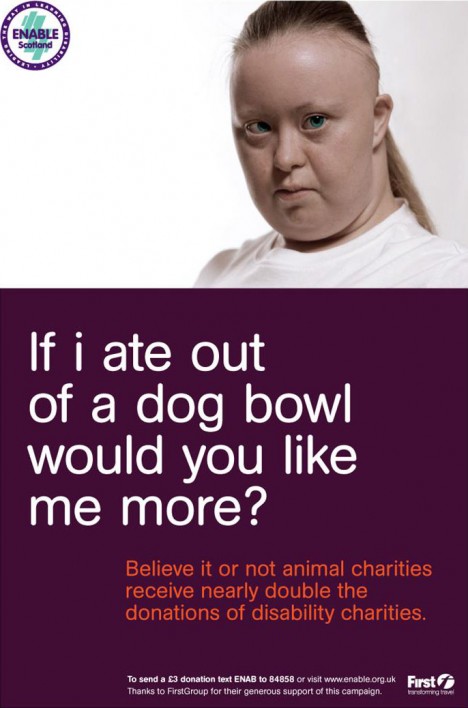 LEADING THE WAY IN LEARNING DISABILITY
ENABLE
Scotland
If i ate out
of a dog bowl
would you like
me more?
Believe it or not animal charities
receive nearly double the
donations of disability charities.
To send a £3 donation text ENAB to 84858 or visit www.enable.org.uk
Thanks to FirstGroup for their generous support of this campaign.
First
transforming travel